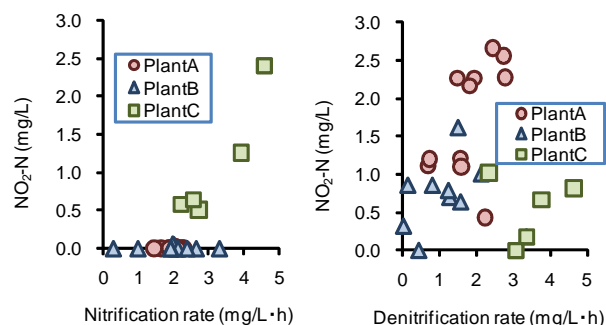 3.0
2.5
2.0
1.5
1.0
0.5
0.0
NO₂-N (mg/L)
PlantA
PlantB
PlantC
0 1 2 3 4 5
Nitrification rate (mg/L·h)
3.0
2.5
2.0
1.5
1.0
0.5
0.0
NO₂-N (mg/L)
PlantA
PlantB
PlantC
0 1 2 3 4 5
Denitrification rate (mg/L·h)